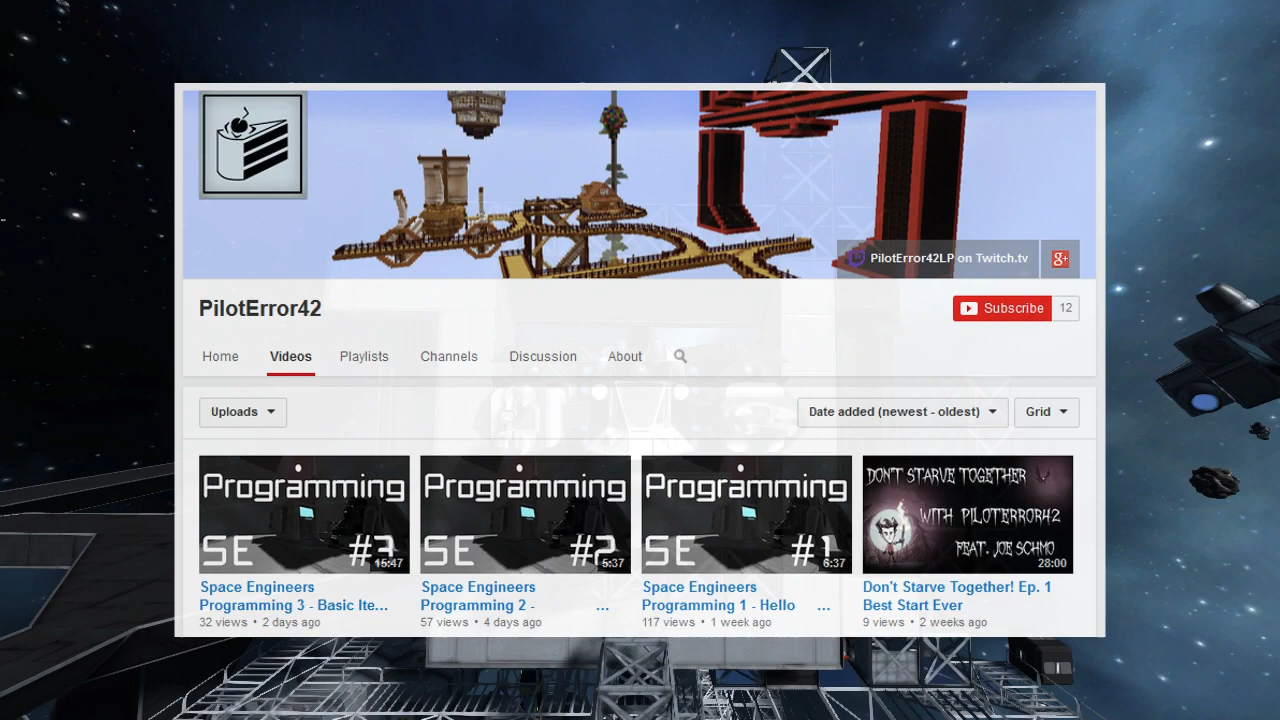 PilotError42LP on Twitch.tv
g+
PilotError42
Subscribe 12
Home Videos Playlists Channels Discussion About
Uploads
Date added (newest - oldest) Grid
Programming
SE #3
15:47
Programming
SE #2
5:37
Programming
SE #1
6:37
DON'T STARVE TOGETHER
WITH PILOTERROR42
FEAT. JOE SCHMO
28:00
Space Engineers
Programming 3 - Basic Ite...
32 views • 2 days ago
Space Engineers
Programming 2 - ...
57 views • 4 days ago
Space Engineers
Programming 1 - Hello ...
117 views • 1 week ago
Don't Starve Together! Ep. 1
Best Start Ever
9 views • 2 weeks ago